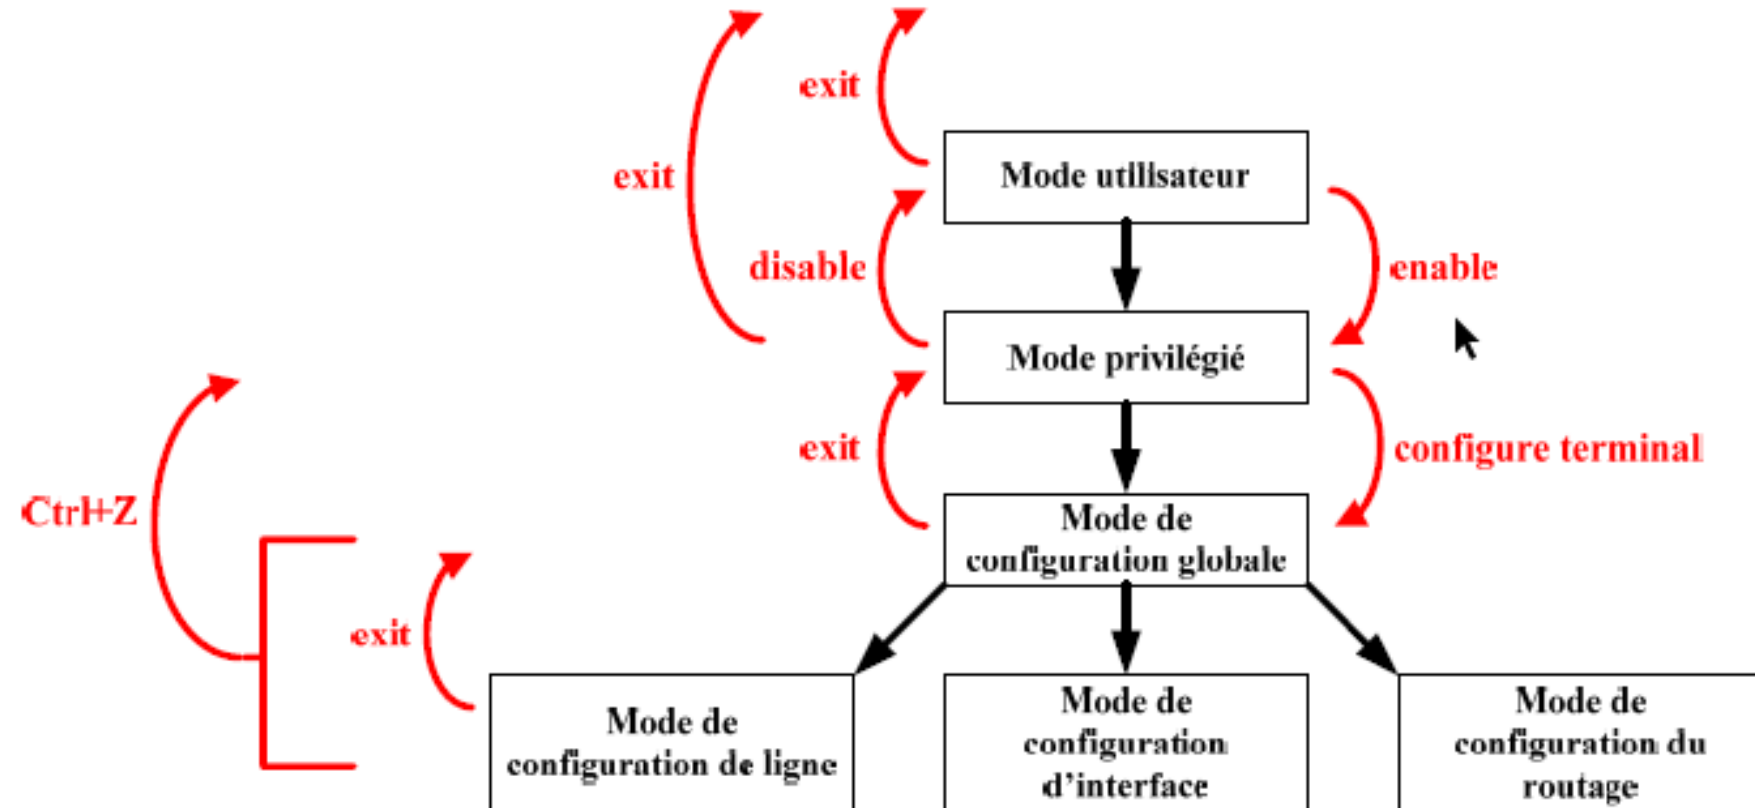 exit
Mode utilisateur
exit
disable
enable
Mode privilégié
exit
configure terminal
Ctrl+Z
Mode de
configuration globale
exit
Mode de
configuration de ligne
Mode de
configuration
d'interface
Mode de
configuration du
routage